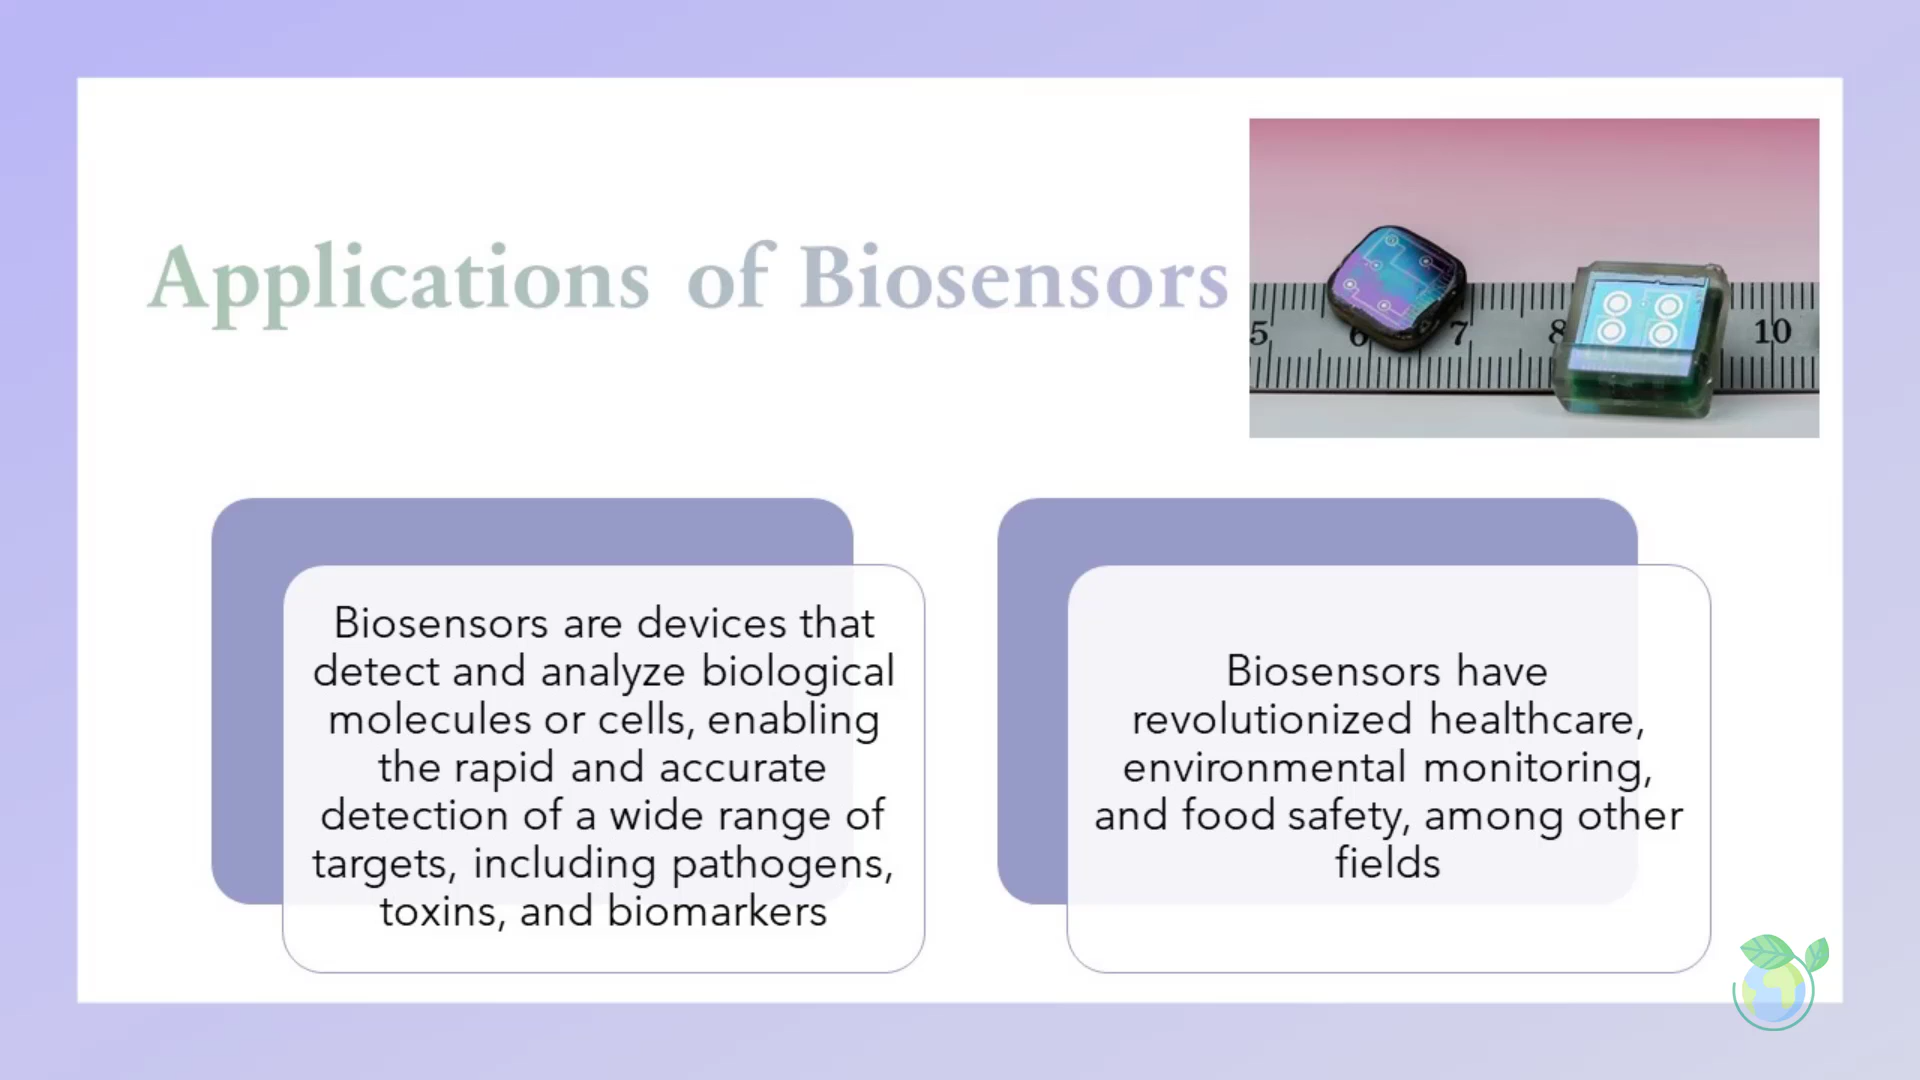 Applications of Biosensors
5 6 7 8 10
Biosensors are devices that
detect and analyze biological
molecules or cells, enabling
the rapid and accurate
detection of a wide range of
targets, including pathogens,
toxins, and biomarkers
Biosensors have
revolutionized healthcare,
environmental monitoring,
and food safety, among other
fields